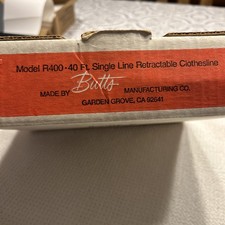 Model R400 • 40 Ft. Single Line Retractable Clothesline
MADE BY Butts MANUFACTURING CO.
GARDEN GROVE, CA 92641